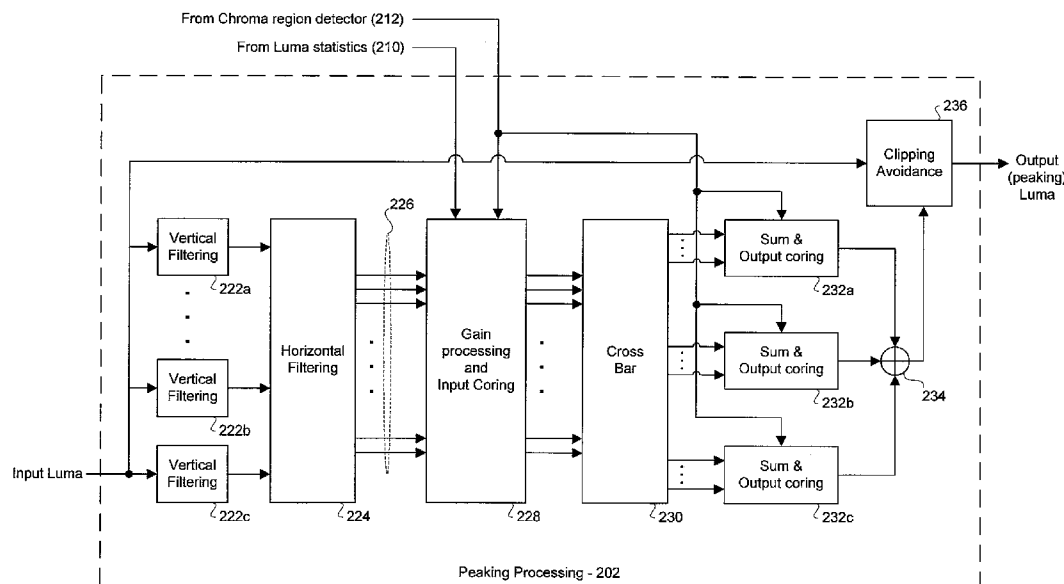 From Chroma region detector (212)
From Luma statistics (210)
236
Clipping
Avoidance
Output
(peaking)
Luma
226
Vertical
Filtering
222a
Sum &
Output coring
232a
Horizontal
Filtering
Gain
processing
and
Input Coring
Cross
Bar
Vertical
Filtering
222b
Sum &
Output coring
232b
234
Input Luma
Vertical
Filtering
222c
224
228
230
Sum &
Output coring
232c
Peaking Processing - 202